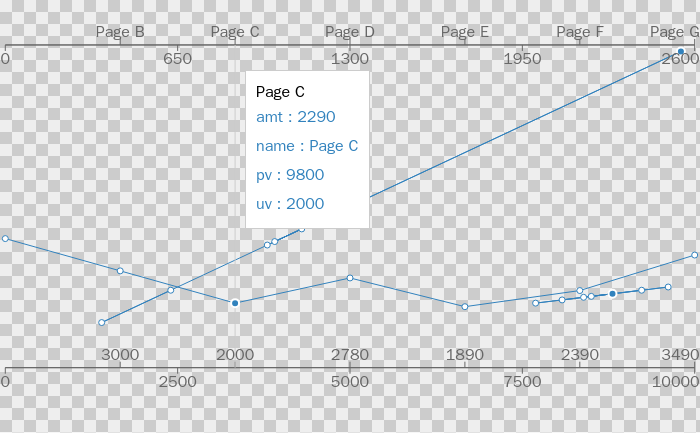 Page B Page C Page D Page E Page F Page G
0 650 1300 1950 2600
Page C
amt : 2290
name : Page C
pv : 9800
uv : 2000
3000 2000 2780 1890 2390 3490
0 2500 5000 7500 10000